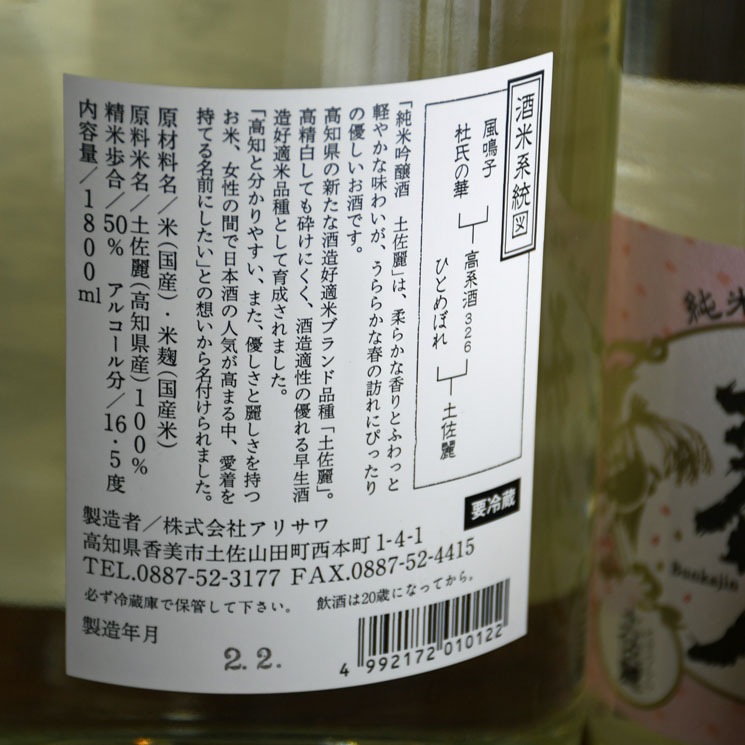 酒米系統図
風鳴子
杜氏の華
高系酒326
ひとめぼれ
土佐麗
「純米吟醸酒　土佐麗」は、柔らかな香りとふわっと
軽やかな味わいが、うららかな春の訪れにぴったり
の優しいお酒です。
高知県の新たな酒造好適米ブランド品種「土佐麗」。
高精白しても砕けにくく、酒造適性の優れる早生酒
造好適米品種として育成されました。
「高知と分かりやすい、また、優しさと麗しさを持つ
お米、女性の間で日本酒の人気が高まる中、愛着を
持てる名前にしたい」との想いから名付けられました。
原材料名／米(国産)・米麹(国産米)
原料米名／土佐麗(高知県産)100%
精米歩合／50%　アルコール分／16・5度
内容量／1800ml
要冷蔵
製造者／株式会社アリサワ
高知県香美市土佐山田町西本町1-4-1
TEL.0887-52-3177 FAX.0887-52-4415
必ず冷蔵庫で保管して下さい。　飲酒は20歳になってから。
製造年月
2.2.
4 992172 010122
純米
Bunkajin